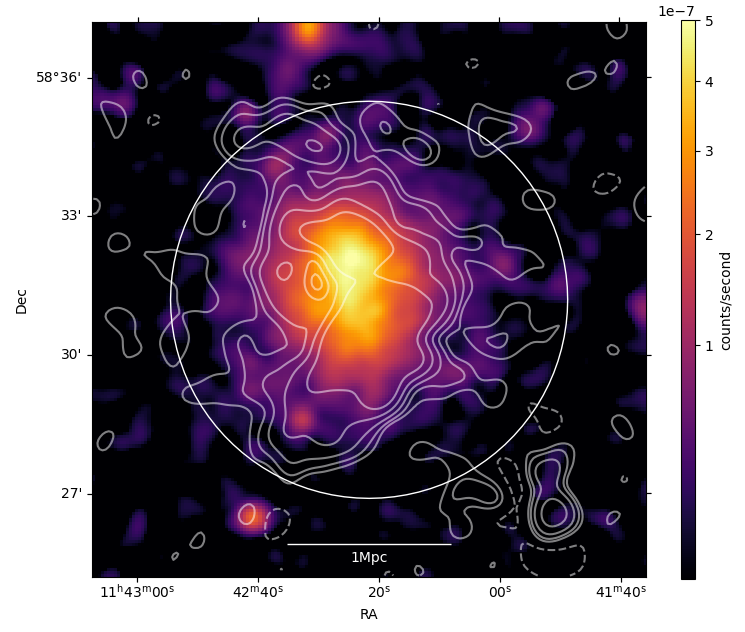 1e−7
5
58°36'
4
3
33'
2
Dec
counts/second
30'
1
27'
1Mpc
11ʰ43ᵐ00ˢ 42ᵐ40ˢ 20ˢ 00ˢ 41ᵐ40ˢ
RA